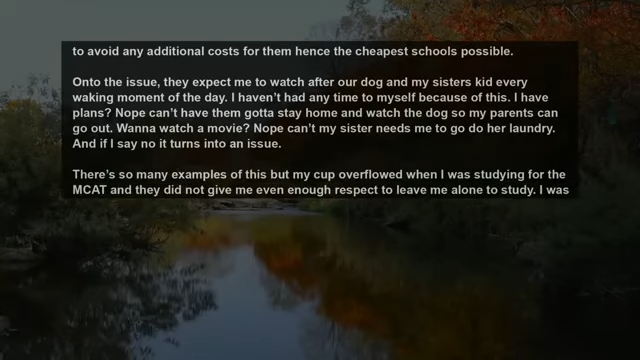 to avoid any additional costs for them hence the cheapest schools possible.
Onto the issue, they expect me to watch after our dog and my sisters kid every
waking moment of the day. I haven't had any time to myself because of this. I have
plans? Nope can't have them gotta stay home and watch the dog so my parents can
go out. Wanna watch a movie? Nope can't my sister needs me to go do her laundry.
And if I say no it turns into an issue.
There's so many examples of this but my cup overflowed when I was studying for the
MCAT and they did not give me even enough respect to leave me alone to study. I was